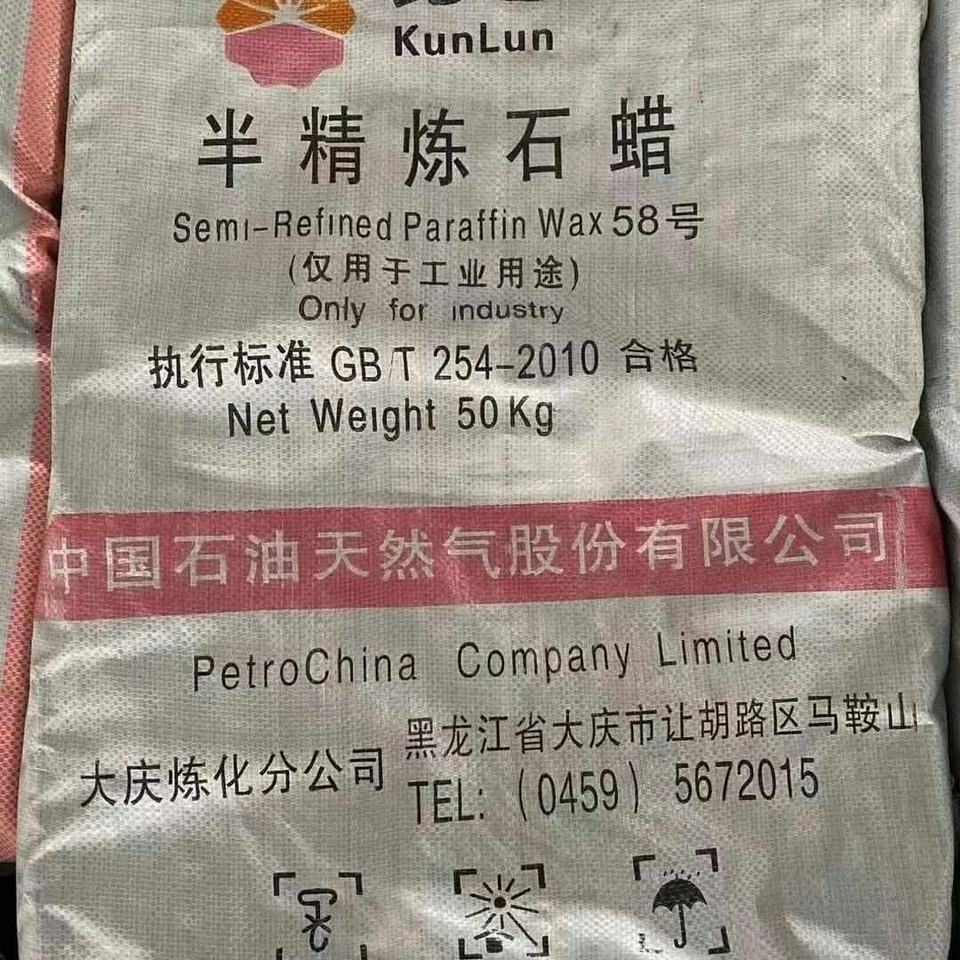 KunLun
半精炼石蜡
Semi-Refined Paraffin Wax 58号
(仅用于工业用途)
Only for industry
执行标准 GB/T 254-2010 合格
Net Weight 50Kg
中国石油天然气股份有限公司
PetroChina Company Limited
大庆炼化分公司
黑龙江省大庆市让胡路区马鞍山
TEL: (0459) 5672015